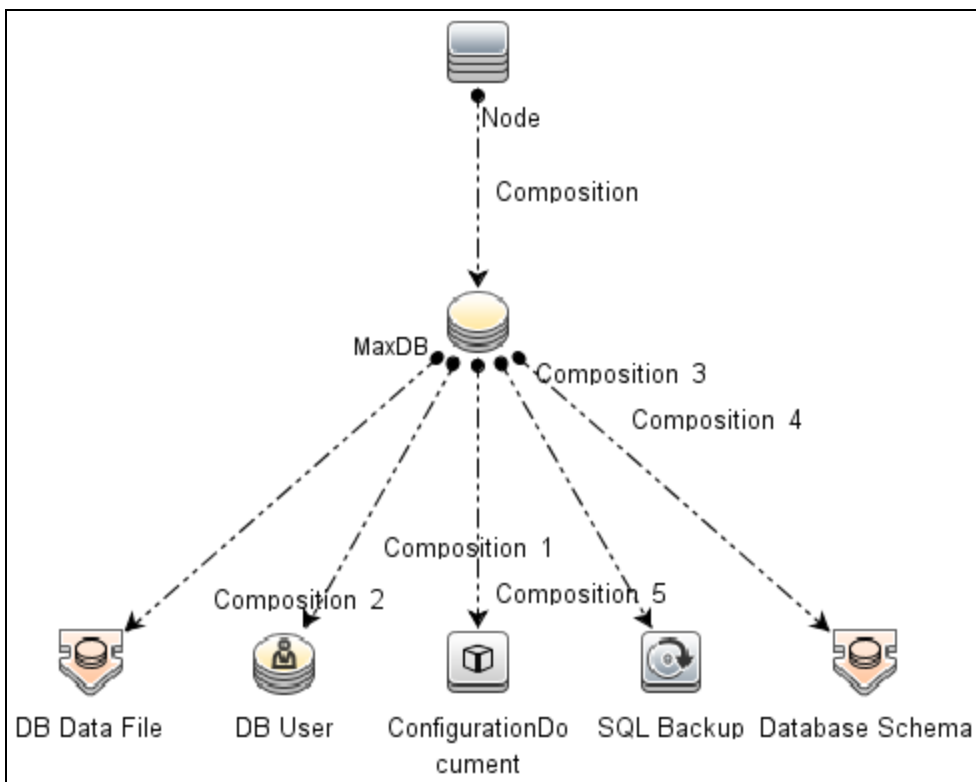 Node
Composition
MaxDB
Composition 3
Composition 4
Composition 1
Composition 5
Composition 2
DB Data File
DB User
ConfigurationDo
cument
SQL Backup
Database Schema